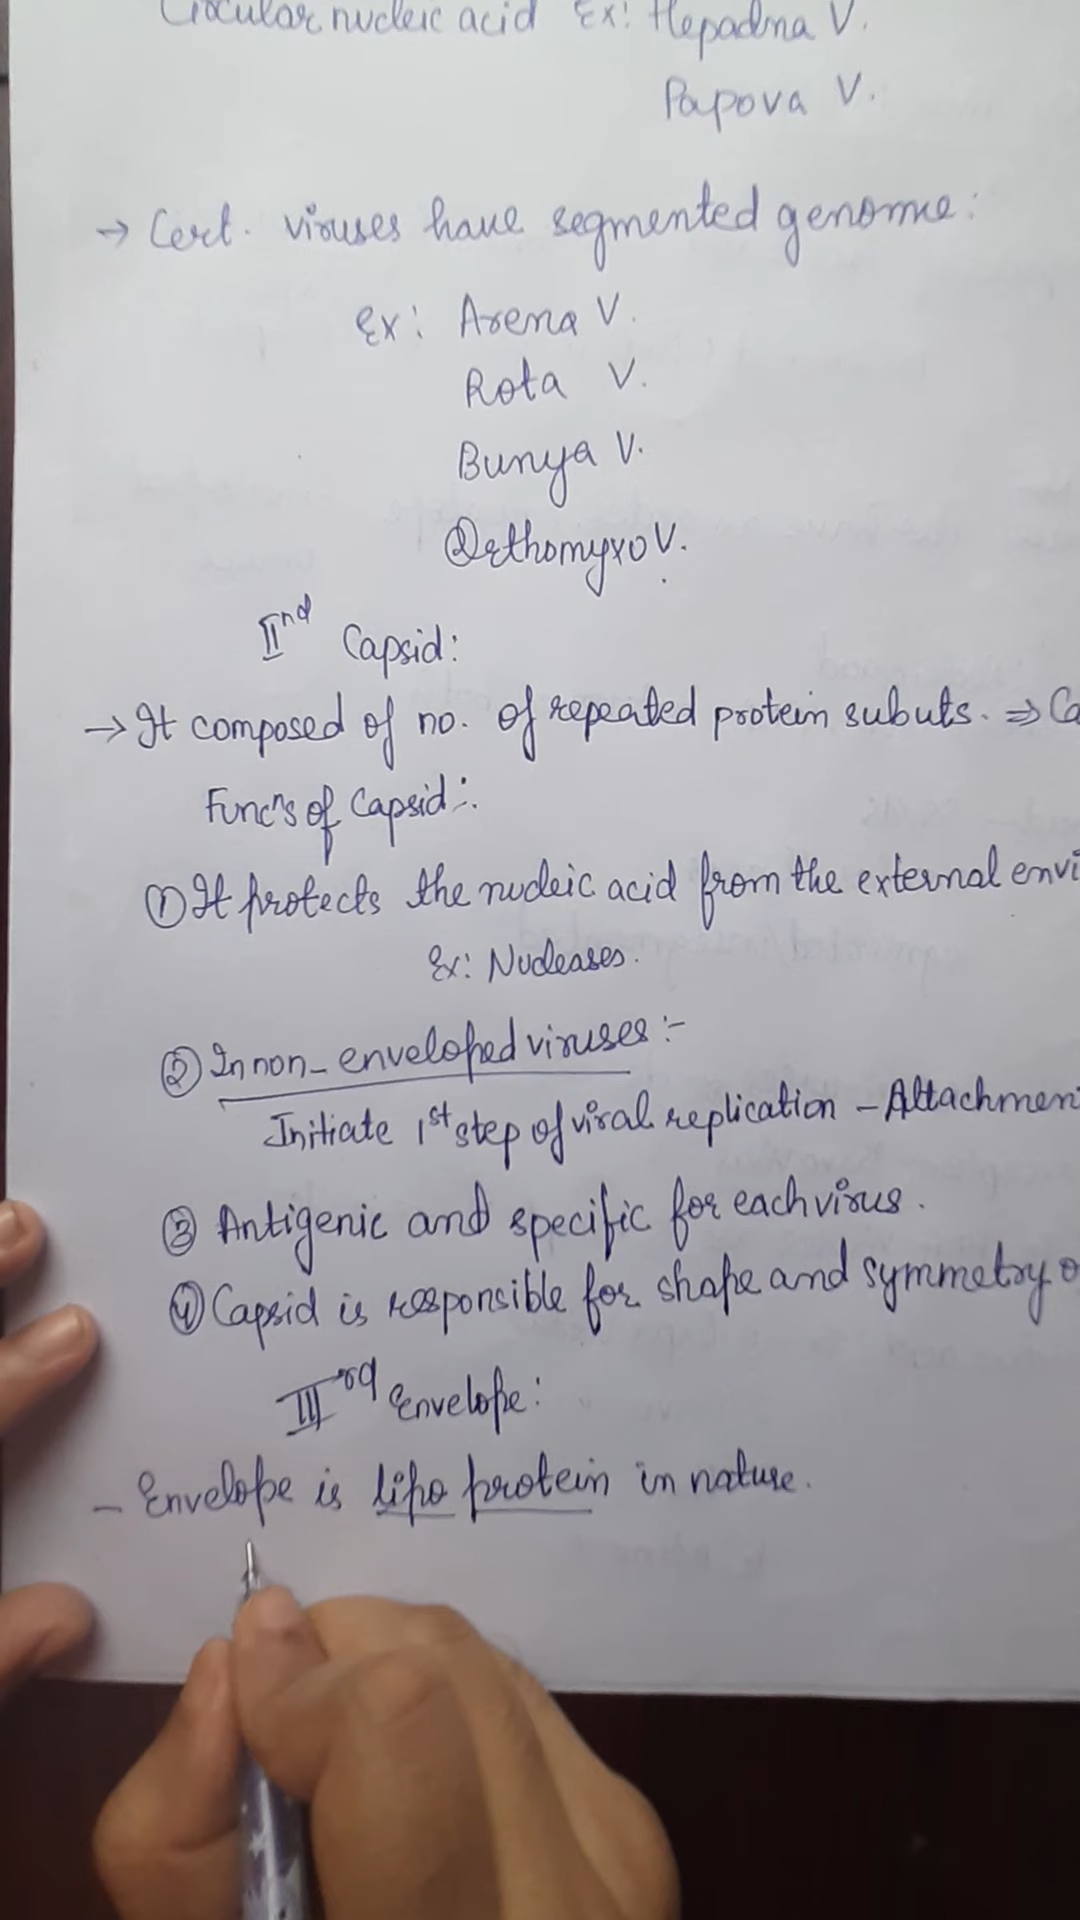 Circular nucleic acid Ex: Hepadna V.
Papova V.
→ Cert. viruses have segmented genome:
Ex: Arena V.
Rota V.
Bunya V.
Orthomyxo V.
IInd Capsid:
→ It composed of no. of repeated protein subuts. ⇒ Ca
Func's of Capsid:
① It protects the nucleic acid from the external envi
Ex: Nucleases.
② In non-enveloped viruses:-
Initiate 1st step of viral replication - Attachmen
③ Antigenic and specific for each virus.
④ Capsid is responsible for shape and symmetry o
IIIrd Envelope:
- Envelope is lipo protein in nature.